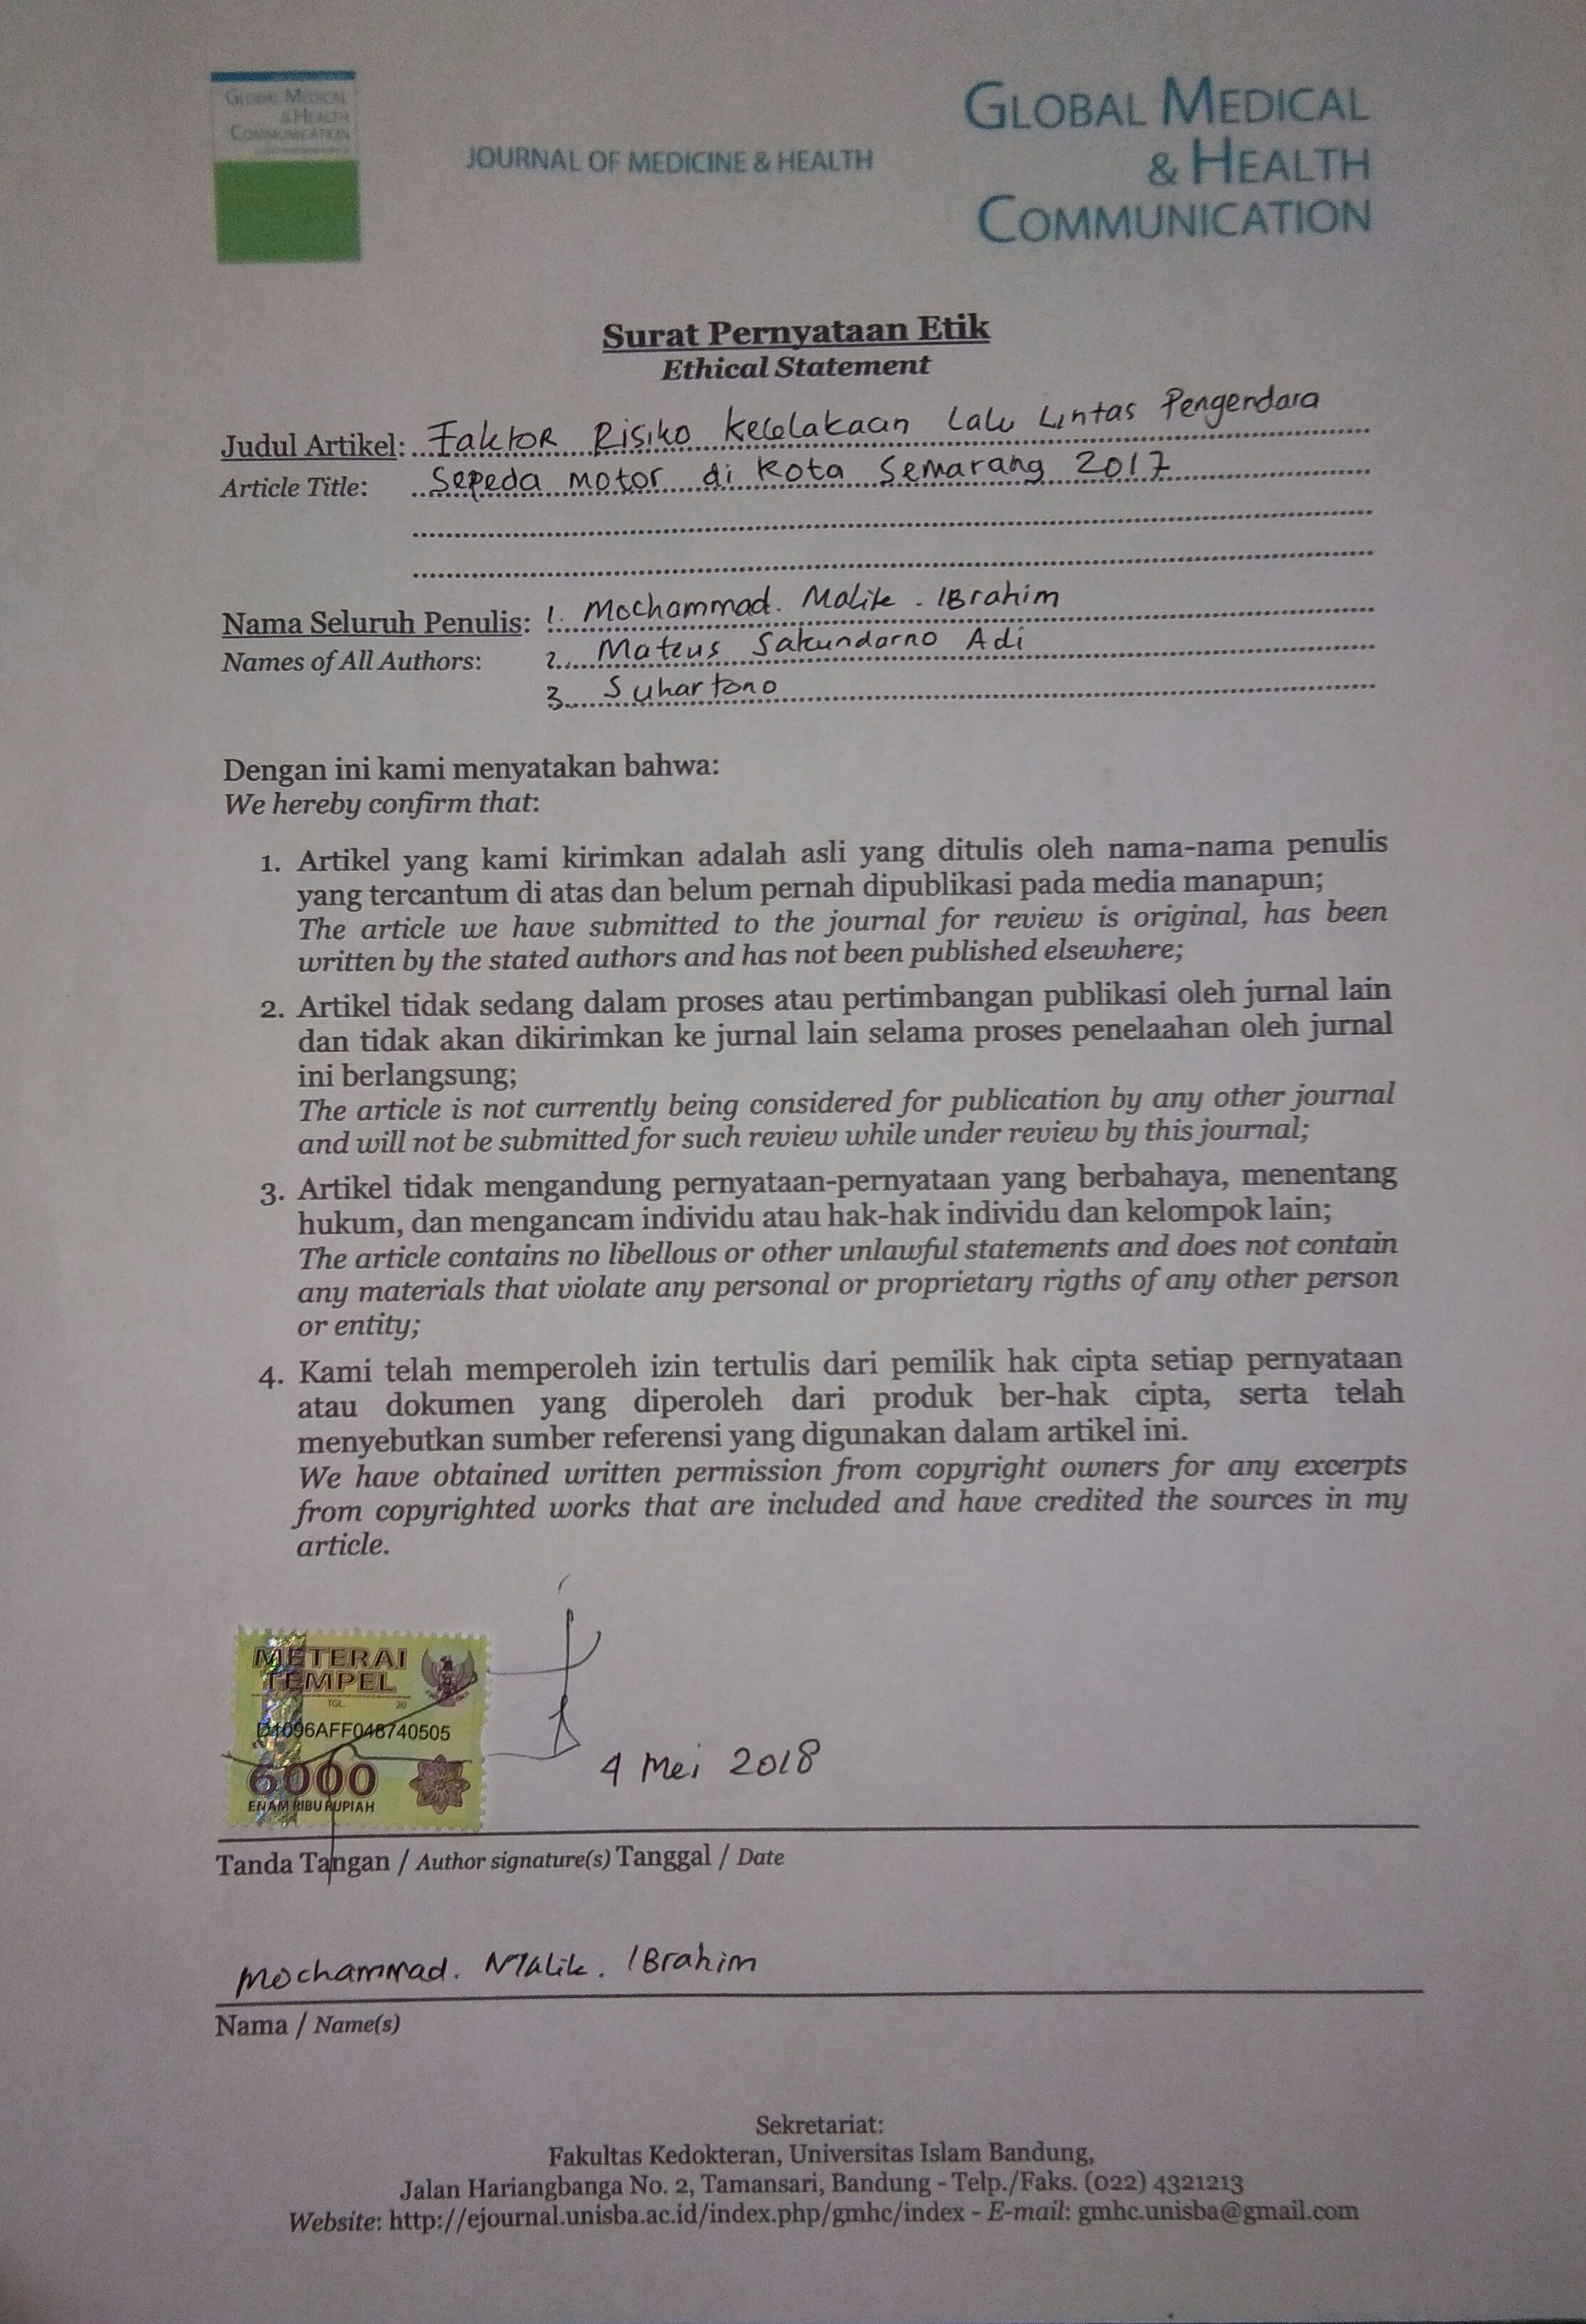 GLOBAL MEDICAL
& HEALTH
COMMUNICATION
JOURNAL OF MEDICINE & HEALTH
GLOBAL MEDICAL
& HEALTH
COMMUNICATION
Surat Pernyataan Etik
Ethical Statement
Judul Artikel: Faktor Risiko Kecelakaan Lalu Lintas Pengendara
Article Title: Sepeda motor di Kota Semarang 2017
Nama Seluruh Penulis: 1. Mochammad. Malik. IBrahim
Names of All Authors: 2. Mateus Sakundarno Adi
3. Suhartono
Dengan ini kami menyatakan bahwa:
We hereby confirm that:
1. Artikel yang kami kirimkan adalah asli yang ditulis oleh nama-nama penulis
yang tercantum di atas dan belum pernah dipublikasi pada media manapun;
The article we have submitted to the journal for review is original, has been
written by the stated authors and has not been published elsewhere;
2. Artikel tidak sedang dalam proses atau pertimbangan publikasi oleh jurnal lain
dan tidak akan dikirimkan ke jurnal lain selama proses penelaahan oleh jurnal
ini berlangsung;
The article is not currently being considered for publication by any other journal
and will not be submitted for such review while under review by this journal;
3. Artikel tidak mengandung pernyataan-pernyataan yang berbahaya, menentang
hukum, dan mengancam individu atau hak-hak individu dan kelompok lain;
The article contains no libellous or other unlawful statements and does not contain
any materials that violate any personal or proprietary rigths of any other person
or entity;
4. Kami telah memperoleh izin tertulis dari pemilik hak cipta setiap pernyataan
atau dokumen yang diperoleh dari produk ber-hak cipta, serta telah
menyebutkan sumber referensi yang digunakan dalam artikel ini.
We have obtained written permission from copyright owners for any excerpts
from copyrighted works that are included and have credited the sources in my
article.
METERAI
TEMPEL
TGL. 20
D1096AFF048740505
6000
ENAM RIBU RUPIAH
4 Mei 2018
Tanda Tangan / Author signature(s) Tanggal / Date
Mochammad. Malik. IBrahim
Nama / Name(s)
Sekretariat:
Fakultas Kedokteran, Universitas Islam Bandung,
Jalan Hariangbanga No. 2, Tamansari, Bandung - Telp./Faks. (022) 4321213
Website: http://ejournal.unisba.ac.id/index.php/gmhc/index - E-mail: gmhc.unisba@gmail.com